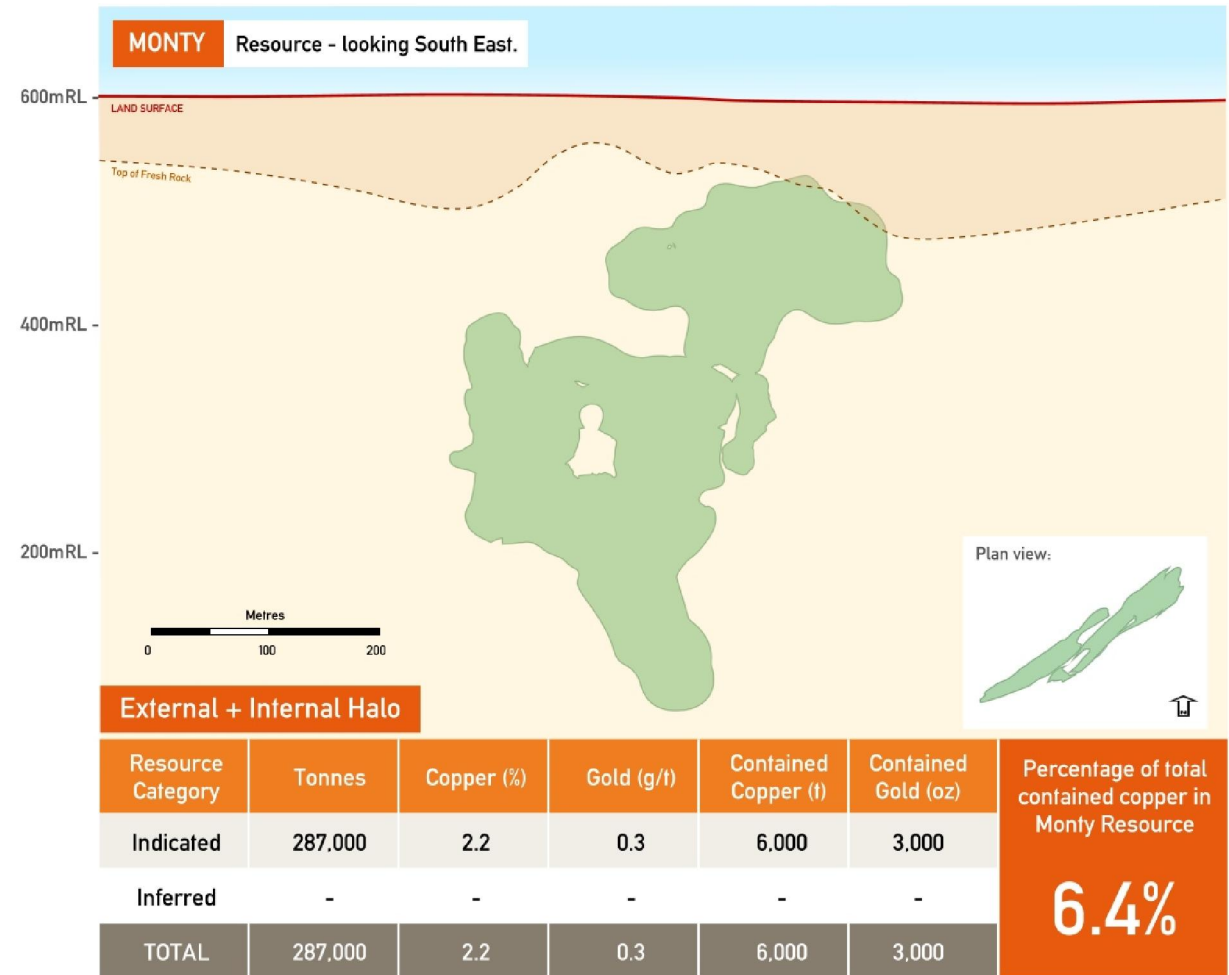 MONTY Resource - looking South East.
600mRL -
LAND SURFACE
Top of Fresh Rock
400mRL -
200mRL -
Plan view:
Metres
0 100 200
External + Internal Halo
Resource Category Tonnes Copper (%) Gold (g/t) Contained Copper (t) Contained Gold (oz)
Indicated 287,000 2.2 0.3 6,000 3,000
Inferred - - - - -
TOTAL 287,000 2.2 0.3 6,000 3,000
Percentage of total
contained copper in
Monty Resource
6.4%